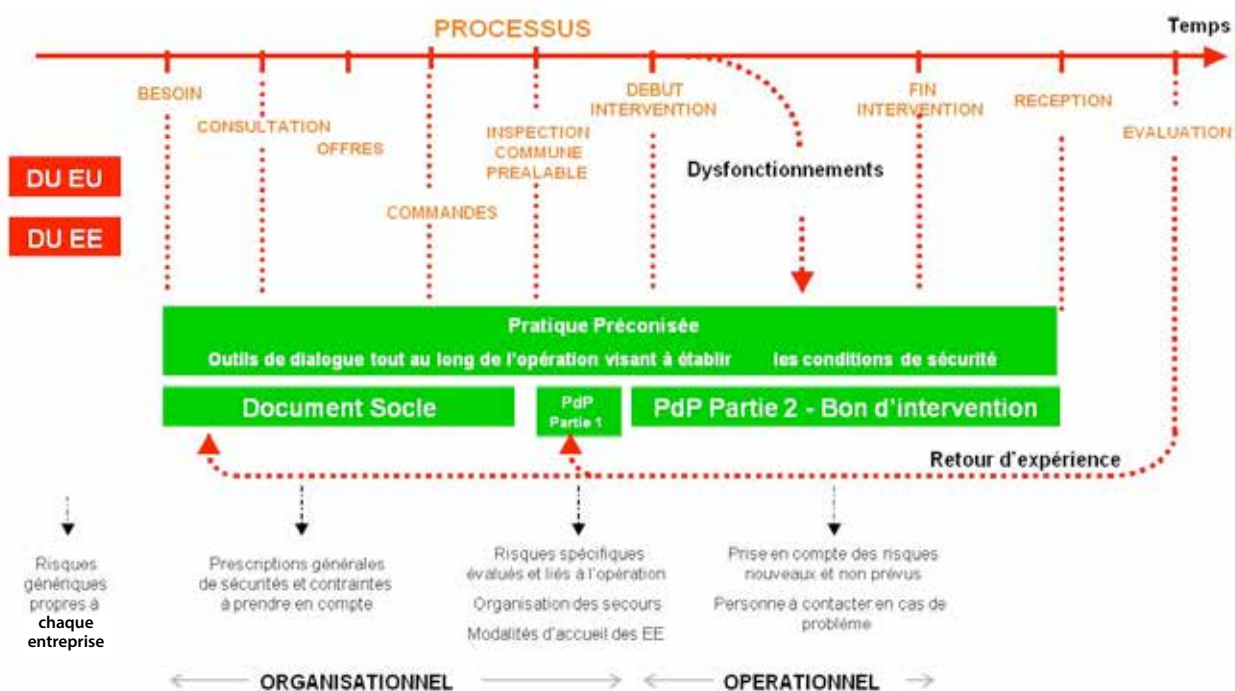 PROCESSUS
Temps
BESOIN
CONSULTATION
OFFRES
COMMANDES
INSPECTION
COMMUNE
PREALABLE
DEBUT
INTERVENTION
FIN
INTERVENTION
RECEPTION
EVALUATION
Dysfonctionnements
DU EU
DU EE
Pratique Préconisée
Outils de dialogue tout au long de l'opération visant à établir les conditions de sécurité
Document Socle
PdP
Partie 1
PdP Partie 2 - Bon d'intervention
Retour d'expérience
Risques
génériques
propres à
chaque
entreprise
Prescriptions générales
de sécurités et contraintes
à prendre en compte
Risques spécifiques
évalués et liés à l'opération
Organisation des secours
Modalités d'accueil des EE
Prise en compte des risques
nouveaux et non prévus
Personne à contacter en cas de
problème
ORGANISATIONNEL
OPERATIONNEL